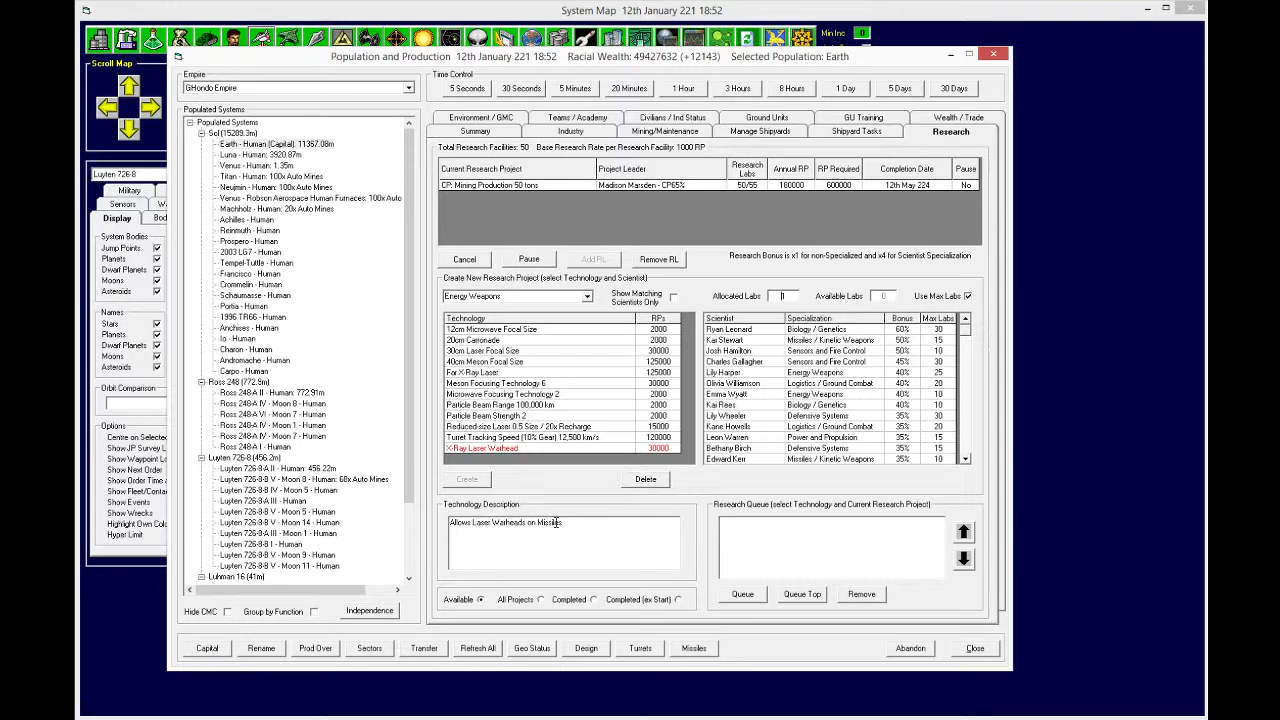 System Map   12th January 221 18:52
Min Inc 0
Scroll Map
Luyten 726-8
Military
Sensors
Display
System Bodies
Jump Points
Planets
Dwarf Planets
Moons
Asteroids
Names
Stars
Planets
Dwarf Planets
Moons
Asteroids
Orbit Comparison
Options
Centre on Selected
Show JP Survey
Show Waypoint
Show Next Order
Show Order Time
Show Fleet/Contact
Show Events
Highlight Own Col
Hyper Limit
Population and Production   12th January 221 18:52   Racial Wealth: 49427632 (+12143)   Selected Population: Earth
Empire
GHondo Empire
Populated Systems
Populated Systems
Sol (15289.3m)
Earth - Human (Capital): 11367.08m
Luna - Human: 3920.87m
Venus - Human: 1.35m
Titan - Human: 100x Auto Mines
Neujmin - Human: 100x Auto Mines
Venus - Robson Aerospace Human Furnaces: 100x Auto
Machholz - Human: 20x Auto Mines
Achilles - Human
Reinmuth - Human
Prospero - Human
2003 LG7 - Human
Tempel-Tuttle - Human
Francisco - Human
Crommelin - Human
Schaumasse - Human
Portia - Human
1996 TR66 - Human
Anchises - Human
Io - Human
Charon - Human
Andromache - Human
Carpo - Human
Ross 248 (772.9m)
Ross 248-A II - Human: 772.91m
Ross 248-A V - Moon 8 - Human
Ross 248-A VI - Moon 7 - Human
Ross 248-A IV - Moon 1 - Human
Ross 248-A V - Moon 7 - Human
Ross 248-A I - Human
Luyten 726-8 (456.2m)
Luyten 726-8-A II - Human: 456.22m
Luyten 726-8-B V - Moon 8 - Human: 68x Auto Mines
Luyten 726-8-B IV - Moon 5 - Human
Luyten 726-8-A III - Human
Luyten 726-8-B V - Moon 5 - Human
Luyten 726-8-B V - Moon 14 - Human
Luyten 726-8-A III - Moon 1 - Human
Luyten 726-8-B I - Human
Luyten 726-8-B V - Moon 9 - Human
Luyten 726-8-B V - Moon 11 - Human
Luhman 16 (41m)
Hide CMC
Group by Function
Independence
Time Control
5 Seconds
30 Seconds
5 Minutes
20 Minutes
1 Hour
3 Hours
8 Hours
1 Day
5 Days
30 Days
Environment / GMC
Teams / Academy
Civilians / Ind Status
Ground Units
GU Training
Wealth / Trade
Summary
Industry
Mining/Maintenance
Manage Shipyards
Shipyard Tasks
Research
Total Research Facilities: 50   Base Research Rate per Research Facility: 1000 RP
Current Research Project   Project Leader   Research Labs   Annual RP   RP Required   Completion Date   Pause
CP: Mining Production 50 tons   Madison Marsden - CP65%   50/55   180000   600000   12th May 224   No
Cancel
Pause
Add RL
Remove RL
Research Bonus is x1 for non-Specialized and x4 for Scientist Specialization
Create New Research Project (select Technology and Scientist)
Energy Weapons
Show Matching
Scientists Only
Allocated Labs 1
Available Labs 0
Use Max Labs
Technology   RPs
12cm Microwave Focal Size   2000
20cm Carronade   2000
30cm Laser Focal Size   30000
40cm Meson Focal Size   125000
Far X-Ray Laser   125000
Meson Focusing Technology 6   30000
Microwave Focusing Technology 2   2000
Particle Beam Range 100,000 km   2000
Particle Beam Strength 2   2000
Reduced-size Laser 0.5 Size / 20x Recharge   15000
Turret Tracking Speed (10% Gear) 12,500 km/s   120000
X-Ray Laser Warhead   30000
Scientist   Specialization   Bonus   Max Labs
Ryan Leonard   Biology / Genetics   60%   30
Kai Stewart   Missiles / Kinetic Weapons   50%   15
Josh Hamilton   Sensors and Fire Control   50%   10
Charles Gallagher   Sensors and Fire Control   45%   30
Lily Harper   Energy Weapons   40%   25
Olivia Williamson   Logistics / Ground Combat   40%   20
Emma Wyatt   Energy Weapons   40%   10
Kai Rees   Biology / Genetics   40%   10
Lily Wheeler   Defensive Systems   35%   30
Kane Howells   Logistics / Ground Combat   35%   20
Leon Warren   Power and Propulsion   35%   15
Bethany Birch   Defensive Systems   35%   15
Edward Kerr   Missiles / Kinetic Weapons   35%   10
Create
Delete
Technology Description
Allows Laser Warheads on Missiles
Research Queue (select Technology and Current Research Project)
Available
All Projects
Completed
Completed (ex Start)
Queue
Queue Top
Remove
Capital
Rename
Prod Over
Sectors
Transfer
Refresh All
Geo Status
Design
Turrets
Missiles
Abandon
Close